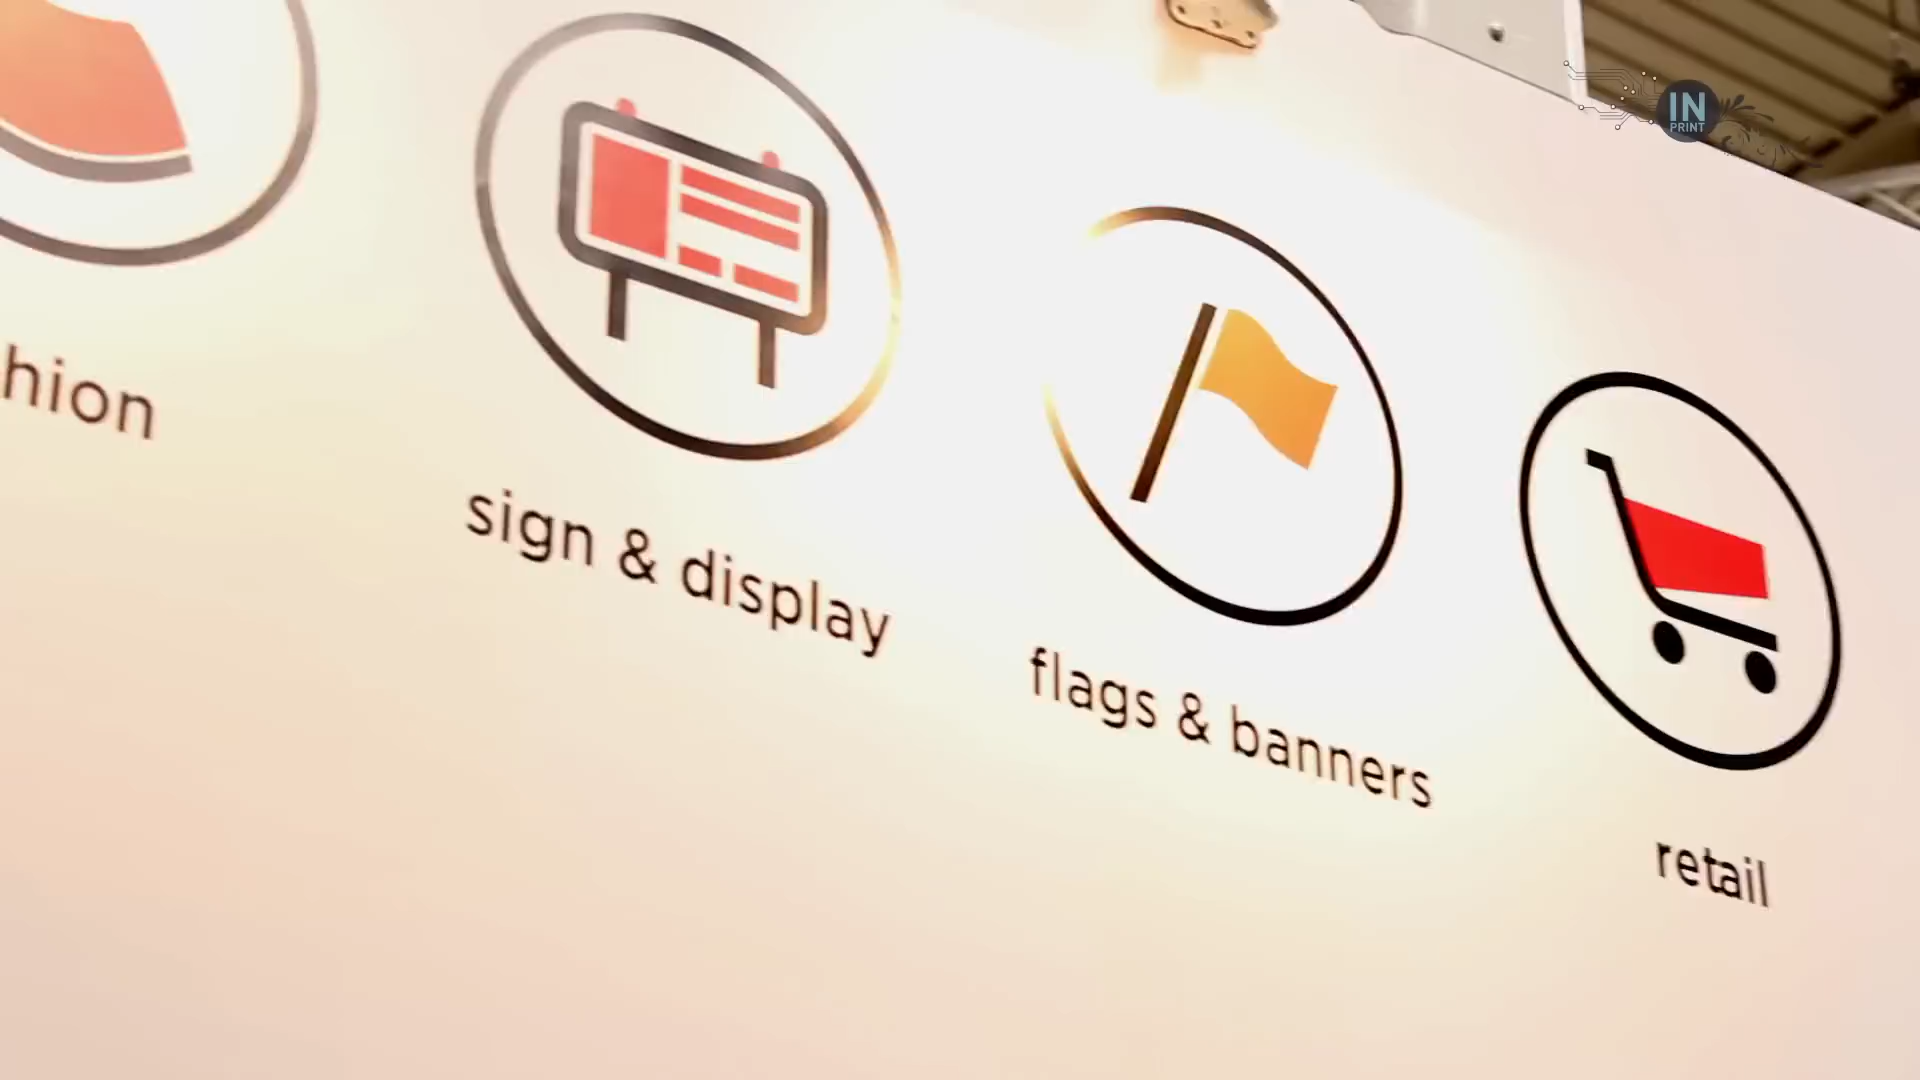 hion
sign & display
flags & banners
retail
IN
PRINT